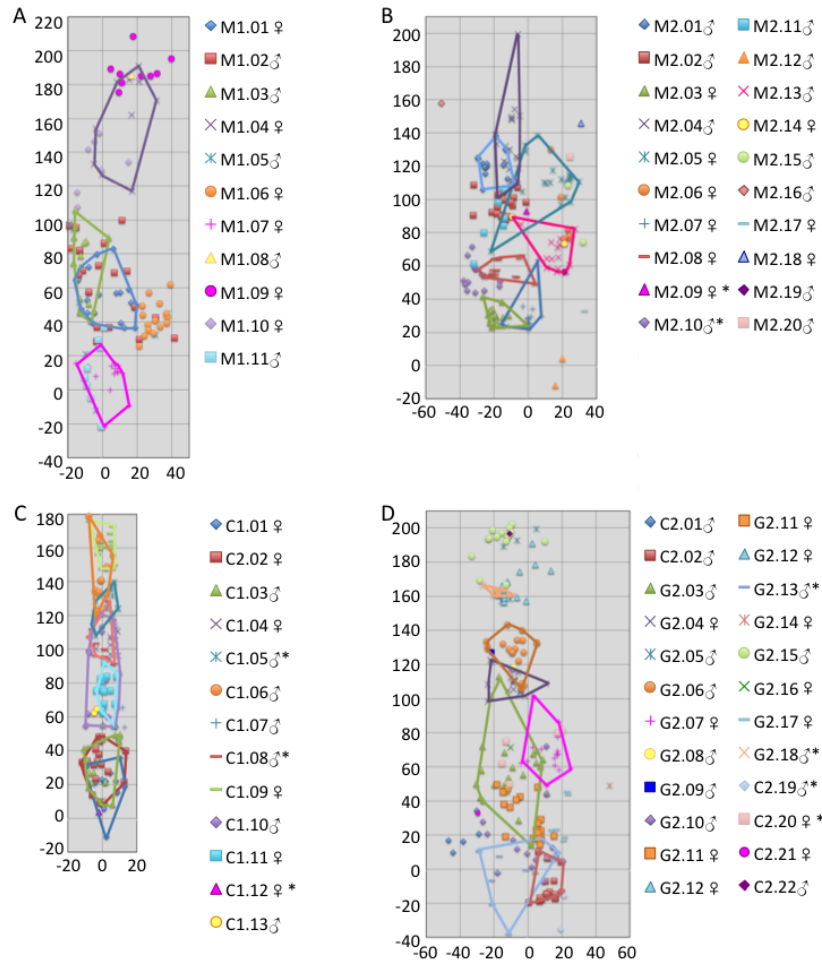 A
220
200
180
160
140
120
100
80
60
40
20
0
-20
-40
-20 0 20 40
M1.01 ♀
M1.02♂
M1.03♂
M1.04 ♀
M1.05♂
M1.06 ♀
M1.07 ♀
M1.08♂
M1.09 ♀
M1.10 ♀
M1.11♂
B
200
180
160
140
120
100
80
60
40
20
0
-20
-60 -40 -20 0 20 40
M2.01♂ M2.11♂
M2.02♂ M2.12♂
M2.03 ♀ M2.13♂
M2.04♂ M2.14 ♀
M2.05 ♀ M2.15♂
M2.06 ♀ M2.16♂
M2.07 ♀ M2.17 ♀
M2.08 ♀ M2.18 ♀
M2.09 ♀ * M2.19♂
M2.10♂* M2.20♂
C
180
160
140
120
100
80
60
40
20
0
-20
-20 0 20
C1.01 ♀
C2.02 ♀
C1.03♂
C1.04 ♀
C1.05♂*
C1.06♂
C1.07♂
C1.08♂*
C1.09 ♀
C1.10♂
C1.11 ♀
C1.12 ♀ *
C1.13♂
D
200
180
160
140
120
100
80
60
40
20
0
-20
-40
-60 -40 -20 0 20 40 60
C2.01♂ G2.11 ♀
C2.02♂ G2.12 ♀
G2.03♂ G2.13♂*
G2.04 ♀ G2.14 ♀
G2.05♂ G2.15♂
G2.06♂ G2.16 ♀
G2.07 ♀ G2.17 ♀
G2.08♂ G2.18♂*
G2.09♂ C2.19♂*
G2.10♂ C2.20 ♀ *
G2.11 ♀ C2.21 ♀
G2.12 ♀ C2.22♂